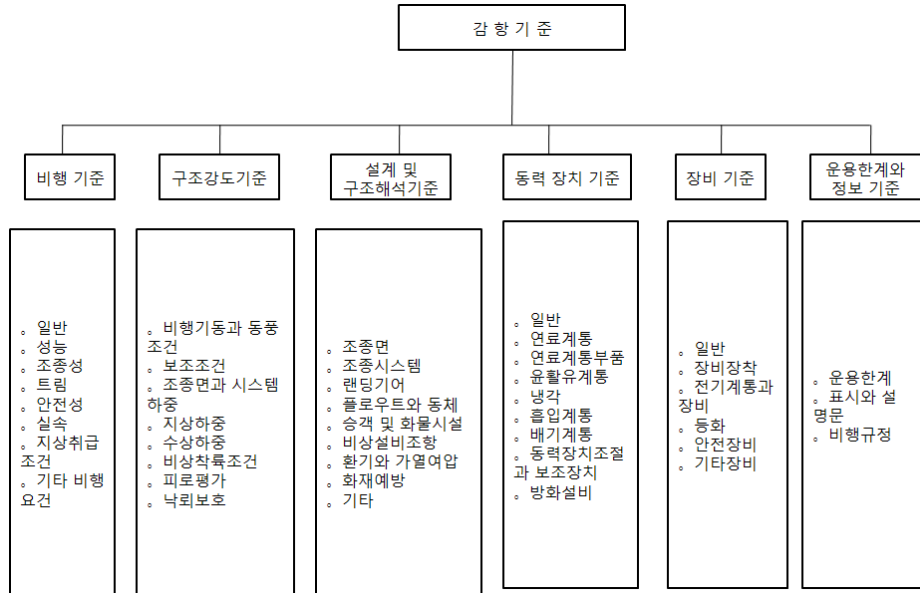 감 항 기 준
비행 기준
구조강도기준
설계 및
구조해석기준
동력 장치 기준
장비 기준
운용한계와
정보 기준
。일반
。성능
。조종성
。트림
。안전성
。실속
。지상취급
조건
。기타 비행
요건
。비행기동과 동풍
조건
。보조조건
。조종면과 시스템
하중
。지상하중
。수상하중
。비상착륙조건
。피로평가
。낙뢰보호
。조종면
。조종시스템
。랜딩기어
。플로우트와 동체
。승객 및 화물시설
。비상설비조항
。환기와 가열여압
。화재예방
。기타
。일반
。연료계통
。연료계통부품
。윤활유계통
。냉각
。흡입계통
。배기계통
。동력장치조절
과 보조장치
。방화설비
。일반
。장비장착
。전기계통과
장비
。등화
。안전장비
。기타장비
。운용한계
。표시와 설
명문
。비행규정